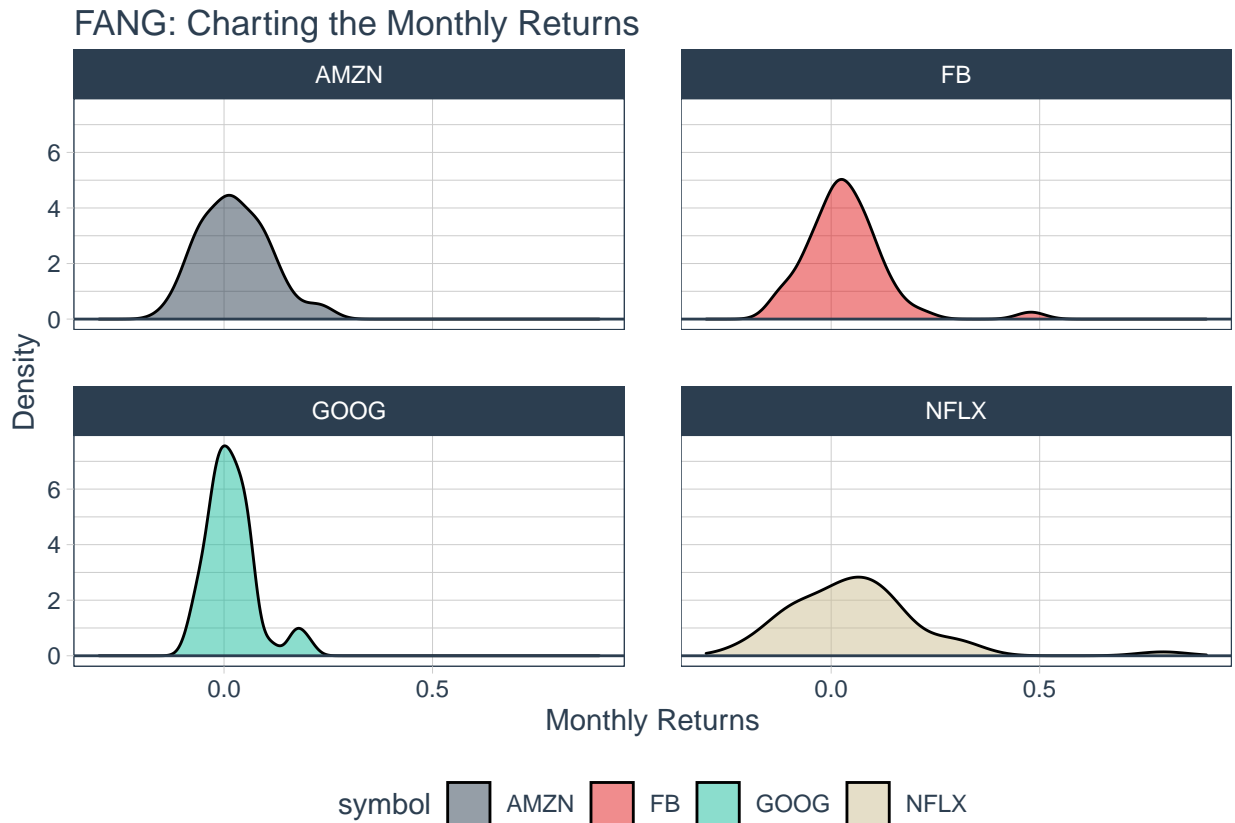 FANG: Charting the Monthly Returns
AMZN FB
6
4
2
0
Density
GOOG NFLX
6
4
2
0
0.0 0.5 0.0 0.5
Monthly Returns
symbol AMZN FB GOOG NFLX